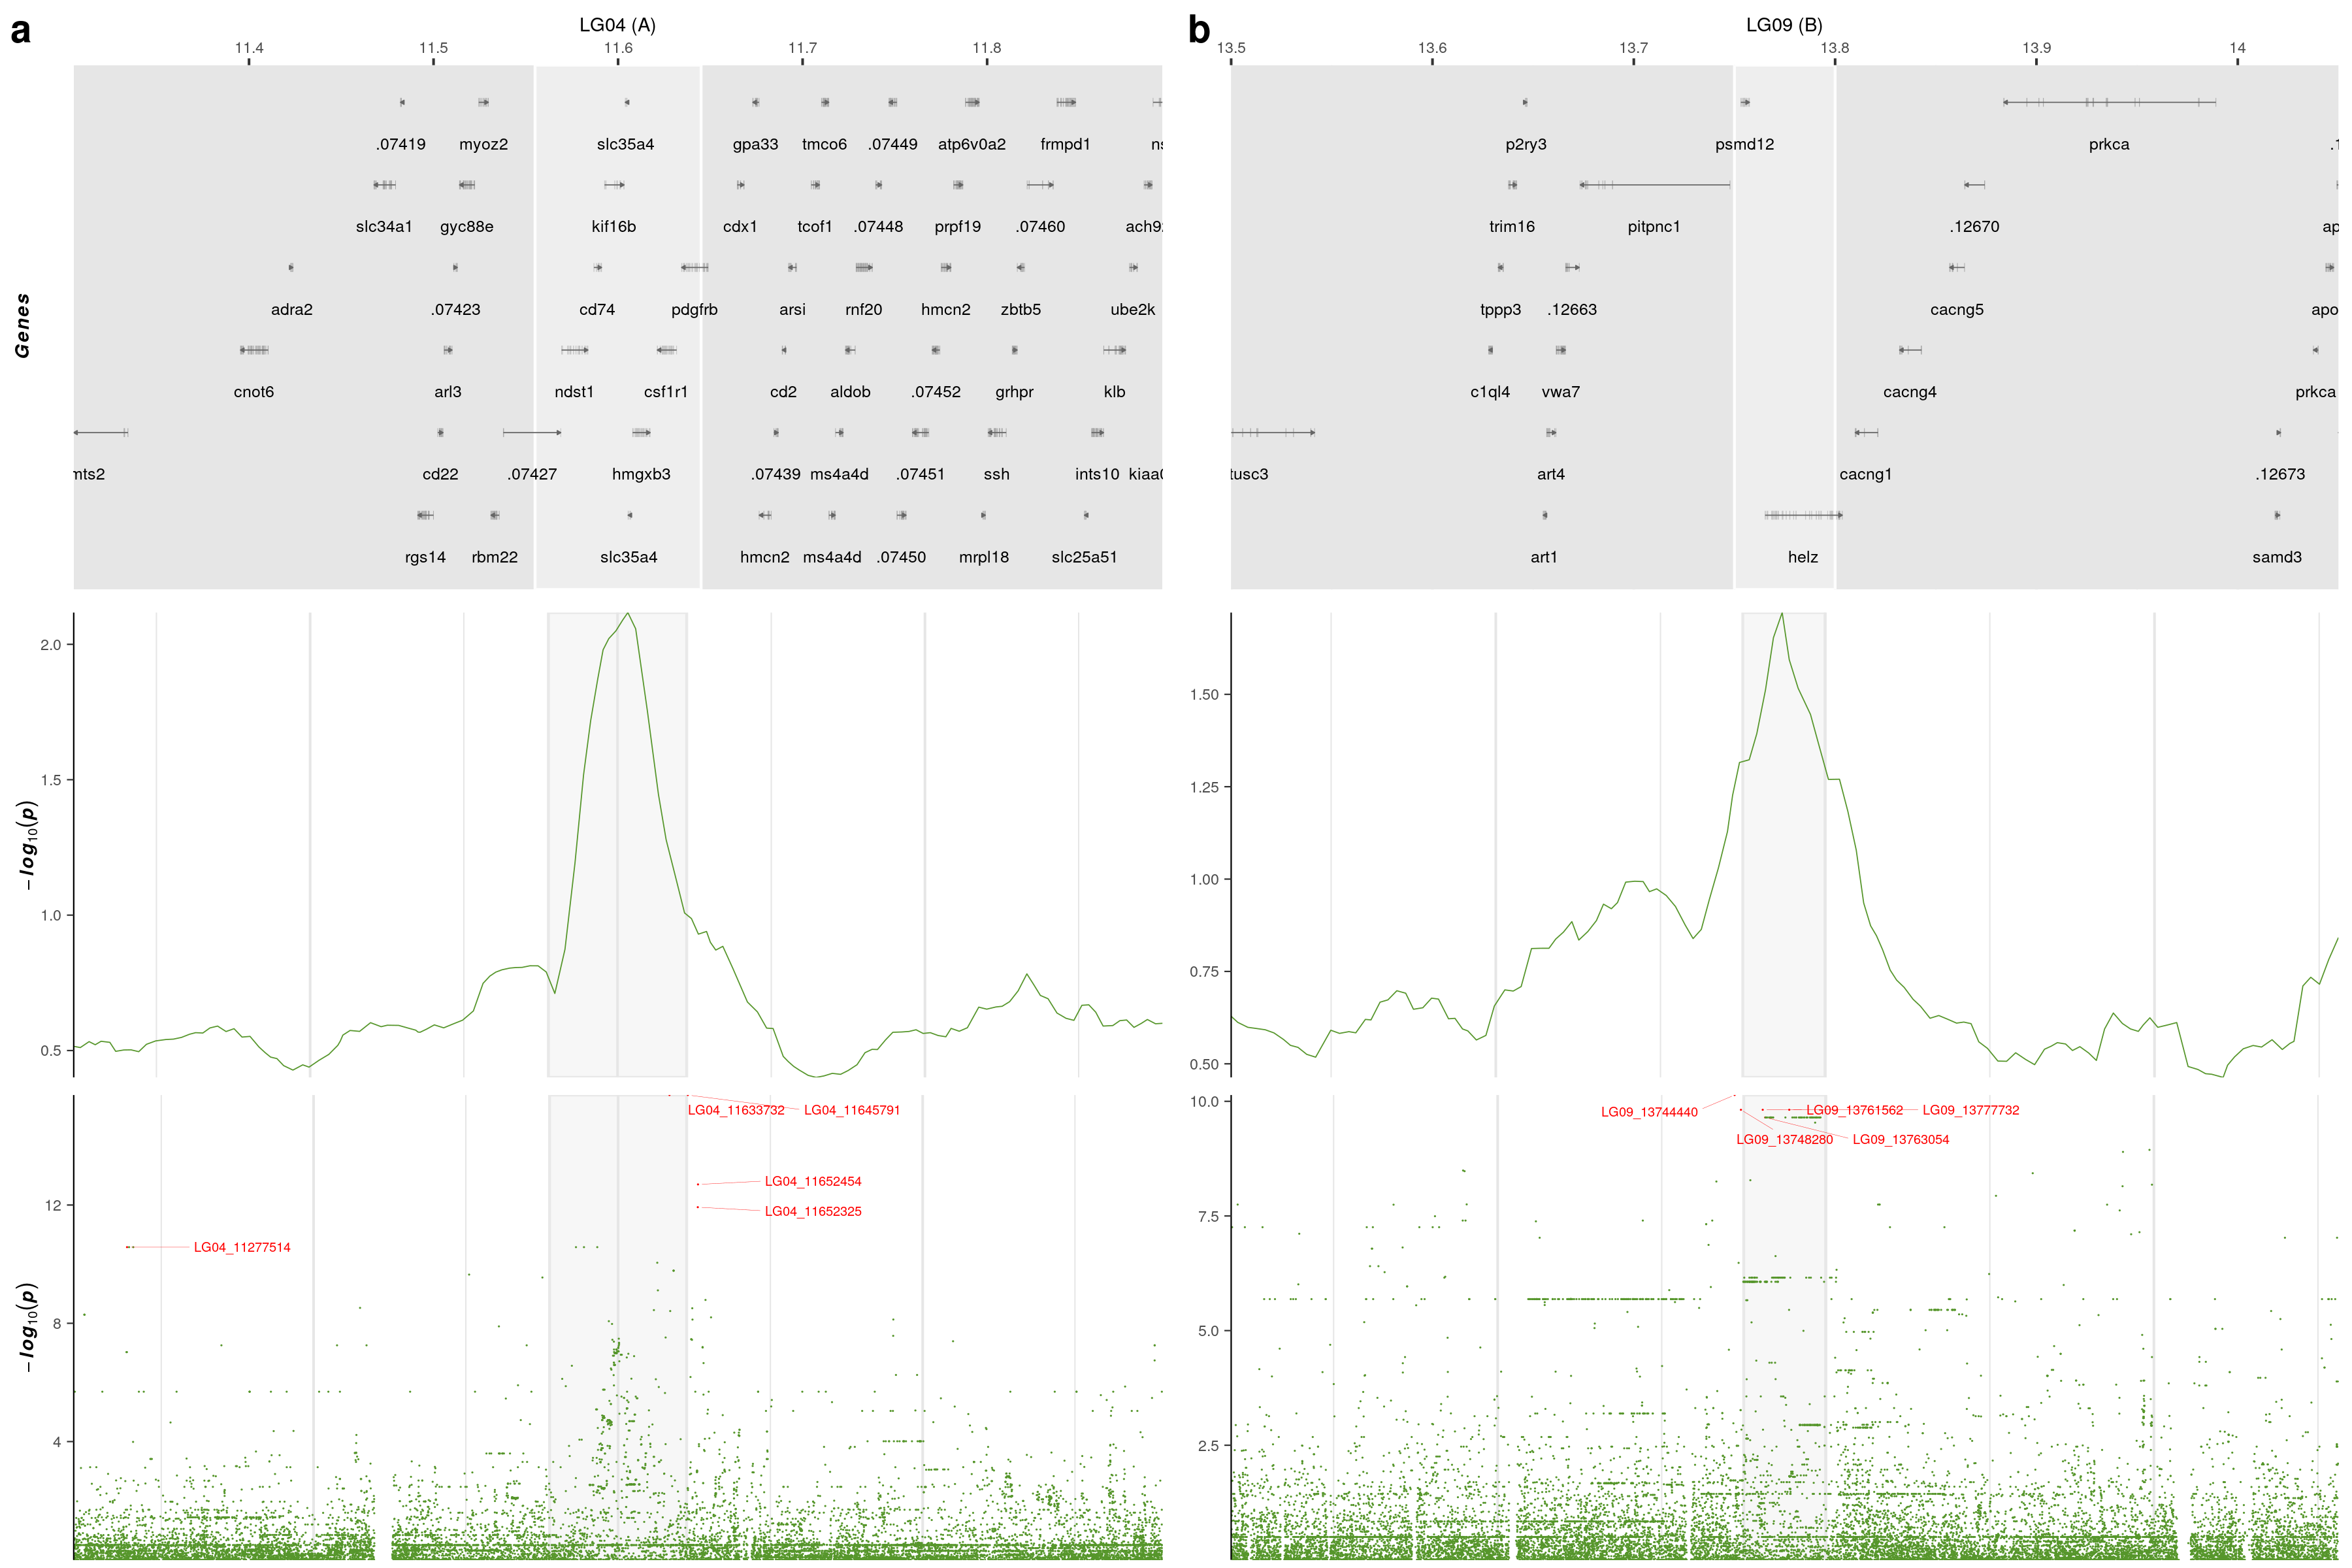 a
LG04 (A)
11.4 11.5 11.6 11.7 11.8
Genes
.07419 myoz2 slc35a4 gpa33 tmco6 .07449 atp6v0a2 frmpd1
slc34a1 gyc88e kif16b cdx1 tcof1 .07448 prpf19 .07460
adra2 .07423 cd74 pdgfrb arsi rnf20 hmcn2 zbtb5 ube2k
cnot6 arl3 ndst1 csf1r1 cd2 aldob .07452 grhpr klb
cd22 .07427 hmgxb3 .07439 ms4a4d .07451 ssh ints10
rgs14 rbm22 slc35a4 hmcn2 ms4a4d .07450 mrpl18 slc25a51
−log10(p)
2.0
1.5
1.0
0.5
−log10(p)
12
8
4
LG04_11633732 LG04_11645791
LG04_11652454
LG04_11652325
LG04_11277514
b
LG09 (B)
13.5 13.6 13.7 13.8 13.9 14
p2ry3 psmd12 prkca
trim16 pitpnc1 .12670
tppp3 .12663 cacng5
c1ql4 vwa7 cacng4 prkca
tusc3 art4 cacng1 .12673
art1 helz samd3
1.50
1.25
1.00
0.75
0.50
10.0
7.5
5.0
2.5
LG09_13744440 LG09_13761562 LG09_13777732
LG09_13748280 LG09_13763054